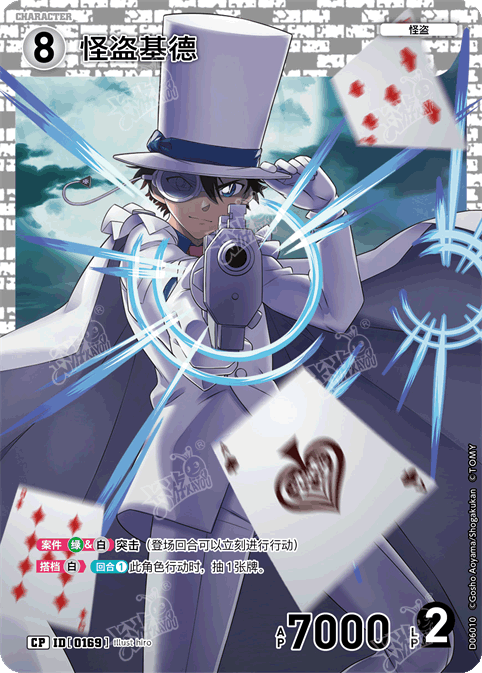 CHARACTER
8 怪盗基德
怪盗
案件 绿 & 白 突击（登场回合可以立刻进行行动）
搭档 白 回合1 此角色行动时，抽1张牌。
CP ID[0169] illust hiro
AP 7000 LP 2
D06010 ©Gosho Aoyama/Shogakukan ©TOMY